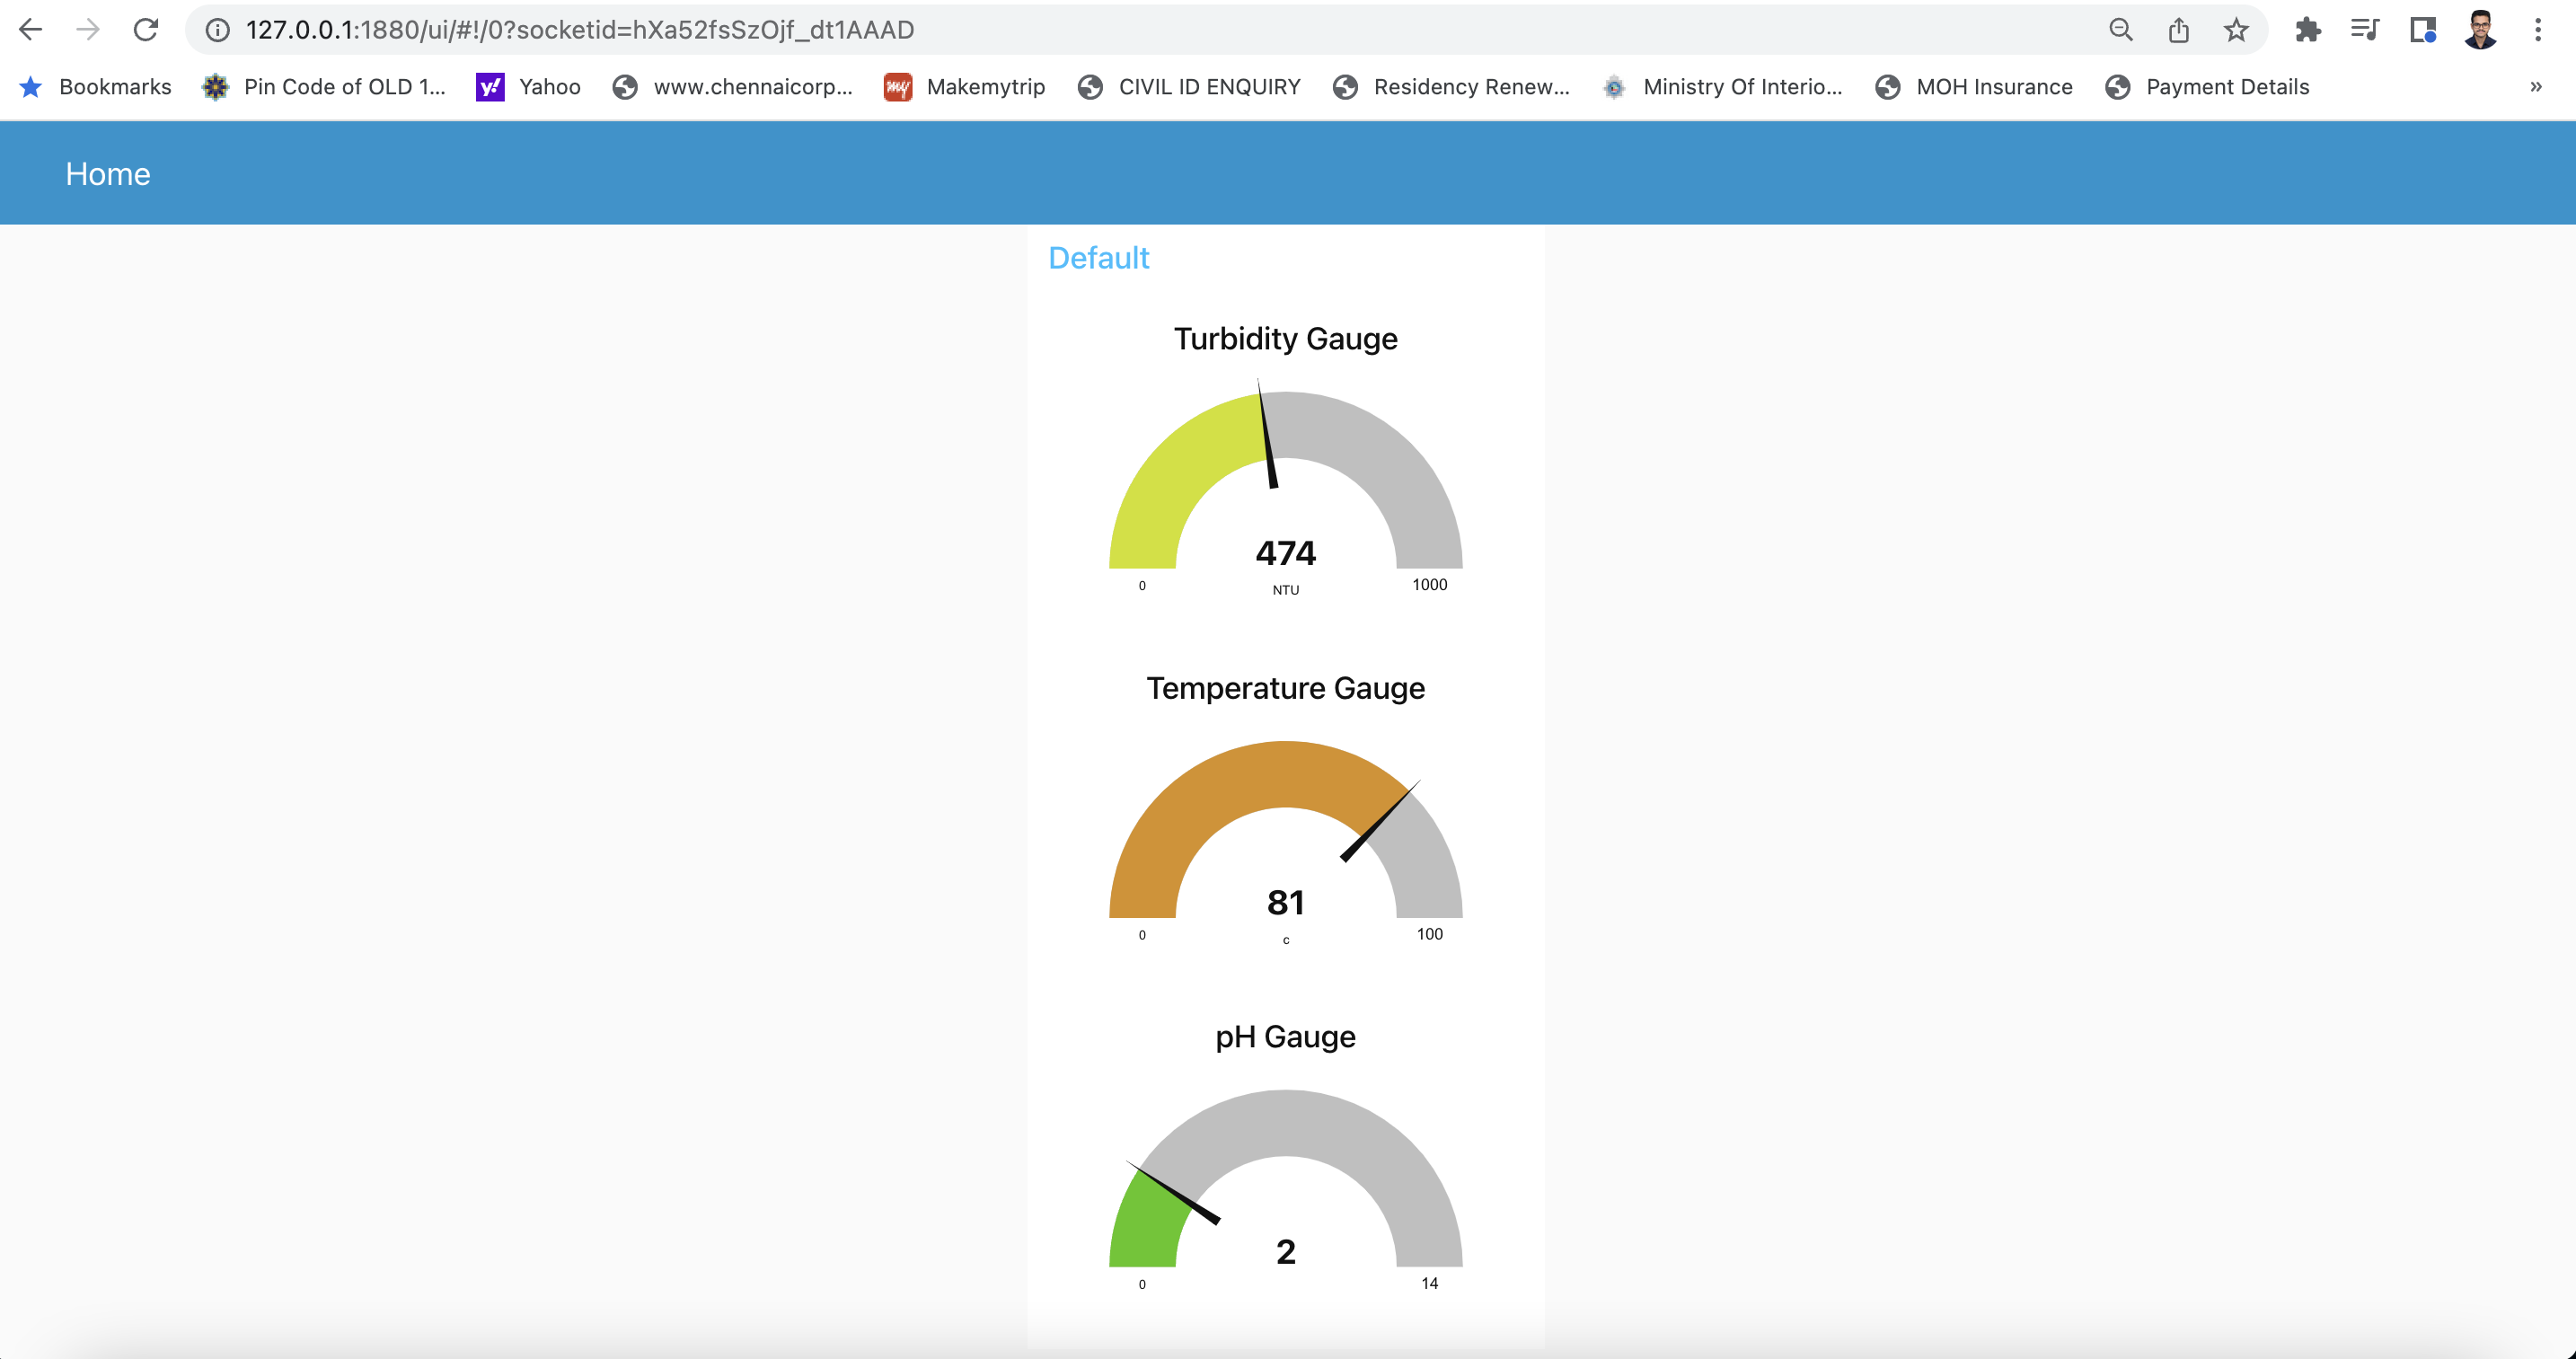 127.0.0.1:1880/ui/#!/0?socketid=hXa52fsSzOjf_dt1AAAD
Bookmarks Pin Code of OLD 1... y! Yahoo www.chennaicorp... my Makemytrip CIVIL ID ENQUIRY Residency Renew... Ministry Of Interio... MOH Insurance Payment Details »
Home
Default
Turbidity Gauge
474
0 NTU 1000
Temperature Gauge
81
0 c 100
pH Gauge
2
0 14